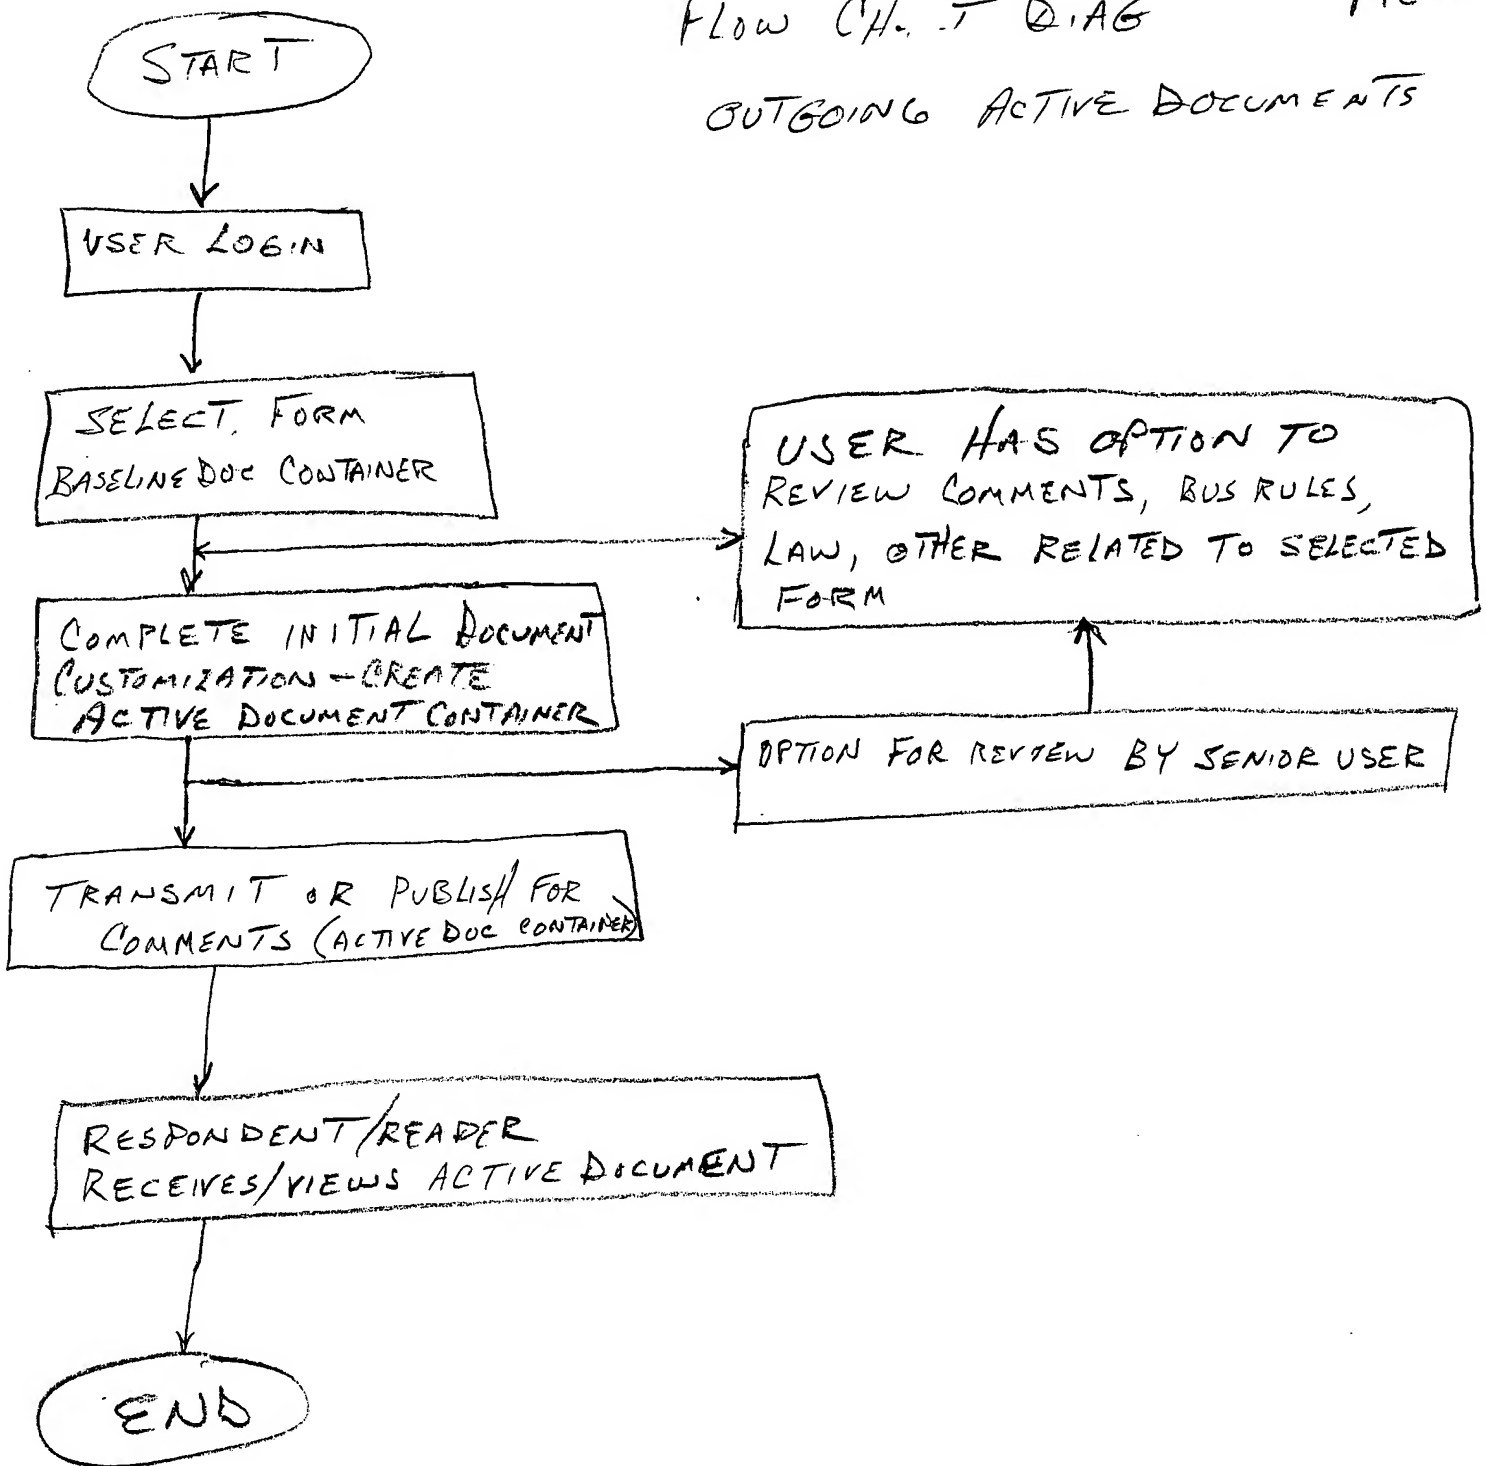 FLOW DIAG
OUTGOING ACTIVE DOCUMENTS
START
USER LOGIN
SELECT FORM
BASELINE DOC CONTAINER
USER HAS OPTION TO
REVIEW COMMENTS, BUS RULES,
LAW, OTHER RELATED TO SELECTED
FORM
COMPLETE INITIAL DOCUMENT
CUSTOMIZATION - CREATE
ACTIVE DOCUMENT CONTAINER
OPTION FOR REVIEW BY SENIOR USER
TRANSMIT OR PUBLISH FOR
COMMENTS (ACTIVE DOC CONTAINER)
RESPONDENT/READER
RECEIVES/VIEWS ACTIVE DOCUMENT
END